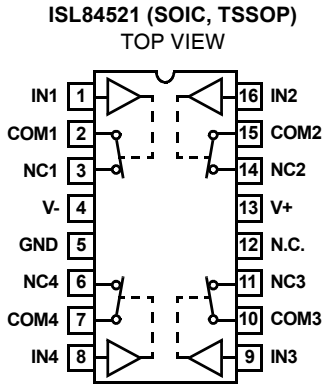 ISL84521 (SOIC, TSSOP)
TOP VIEW
IN1 1 16 IN2
COM1 2 15 COM2
NC1 3 14 NC2
V- 4 13 V+
GND 5 12 N.C.
NC4 6 11 NC3
COM4 7 10 COM3
IN4 8 9 IN3